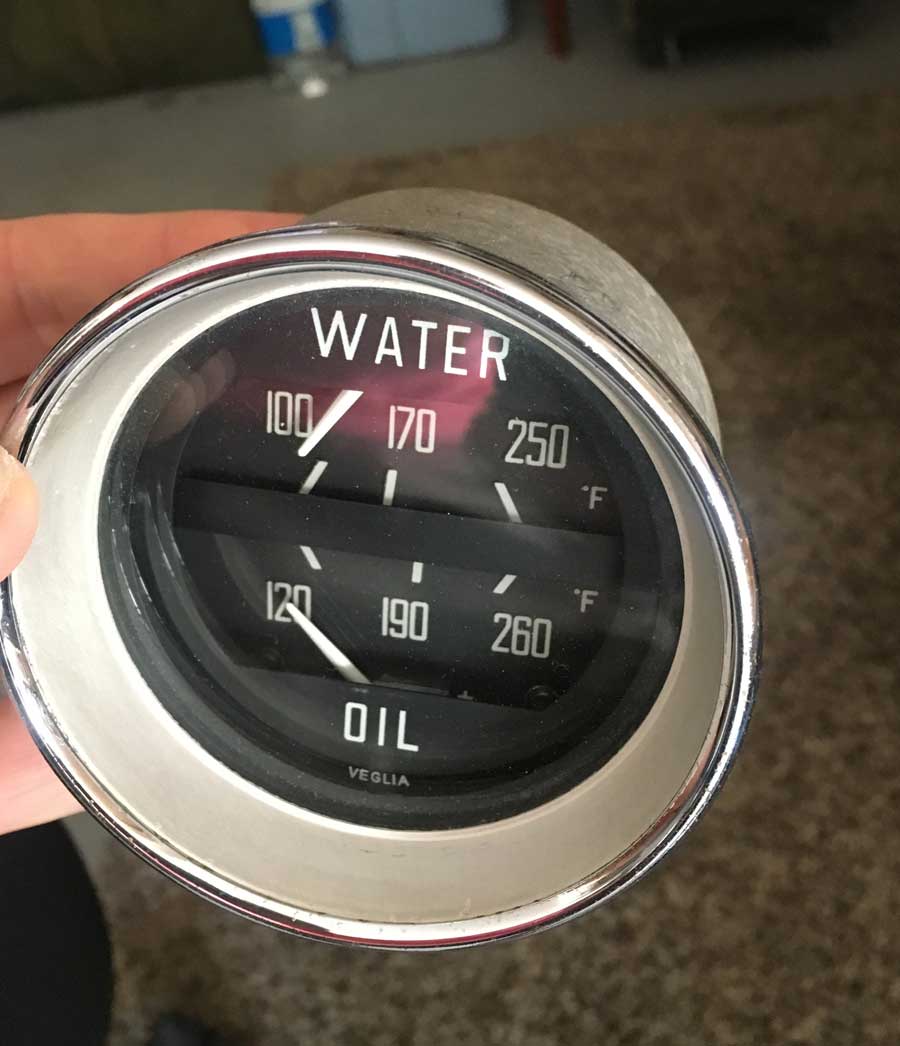 WATER
100 170 250
°F
°F
120 190 260
- +
OIL
VEGLIA